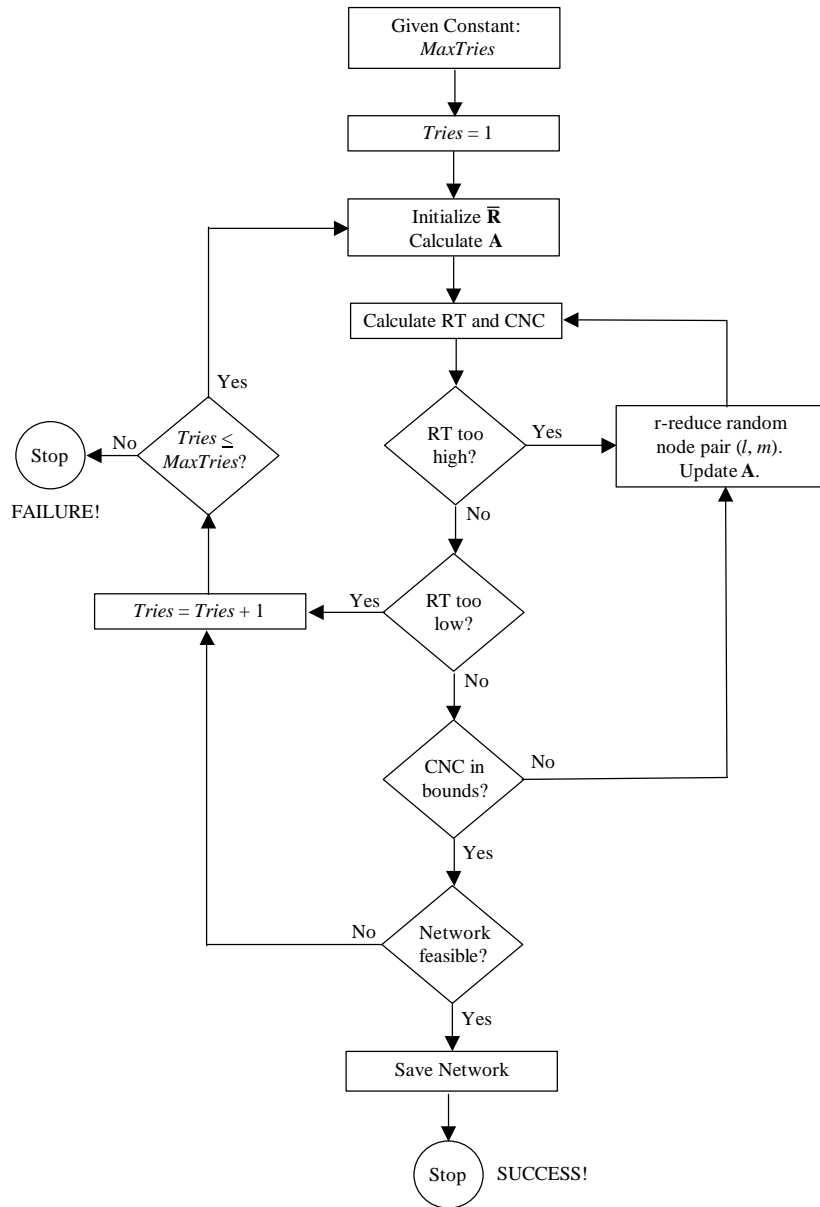 Given Constant:
MaxTries
Tries = 1
Initialize R̅
Calculate A
Calculate RT and CNC
Yes
Tries ≤
MaxTries?
No
Stop
FAILURE!
RT too
high?
Yes
r-reduce random
node pair (l, m).
Update A.
No
Tries = Tries + 1
Yes
RT too
low?
No
CNC in
bounds?
No
Yes
No
Network
feasible?
Yes
Save Network
Stop
SUCCESS!